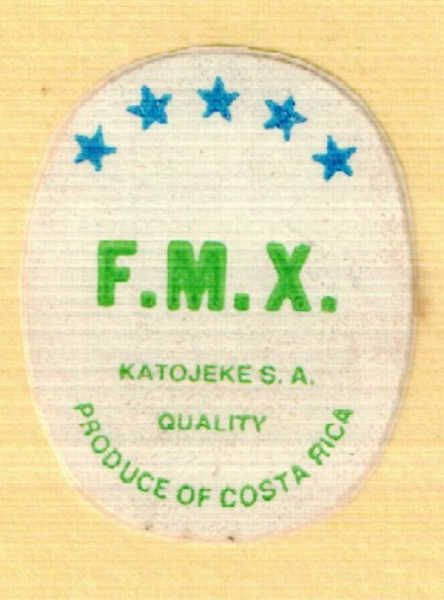 F.M.X.
KATOJEKE S. A.
QUALITY
PRODUCE OF COSTA RICA